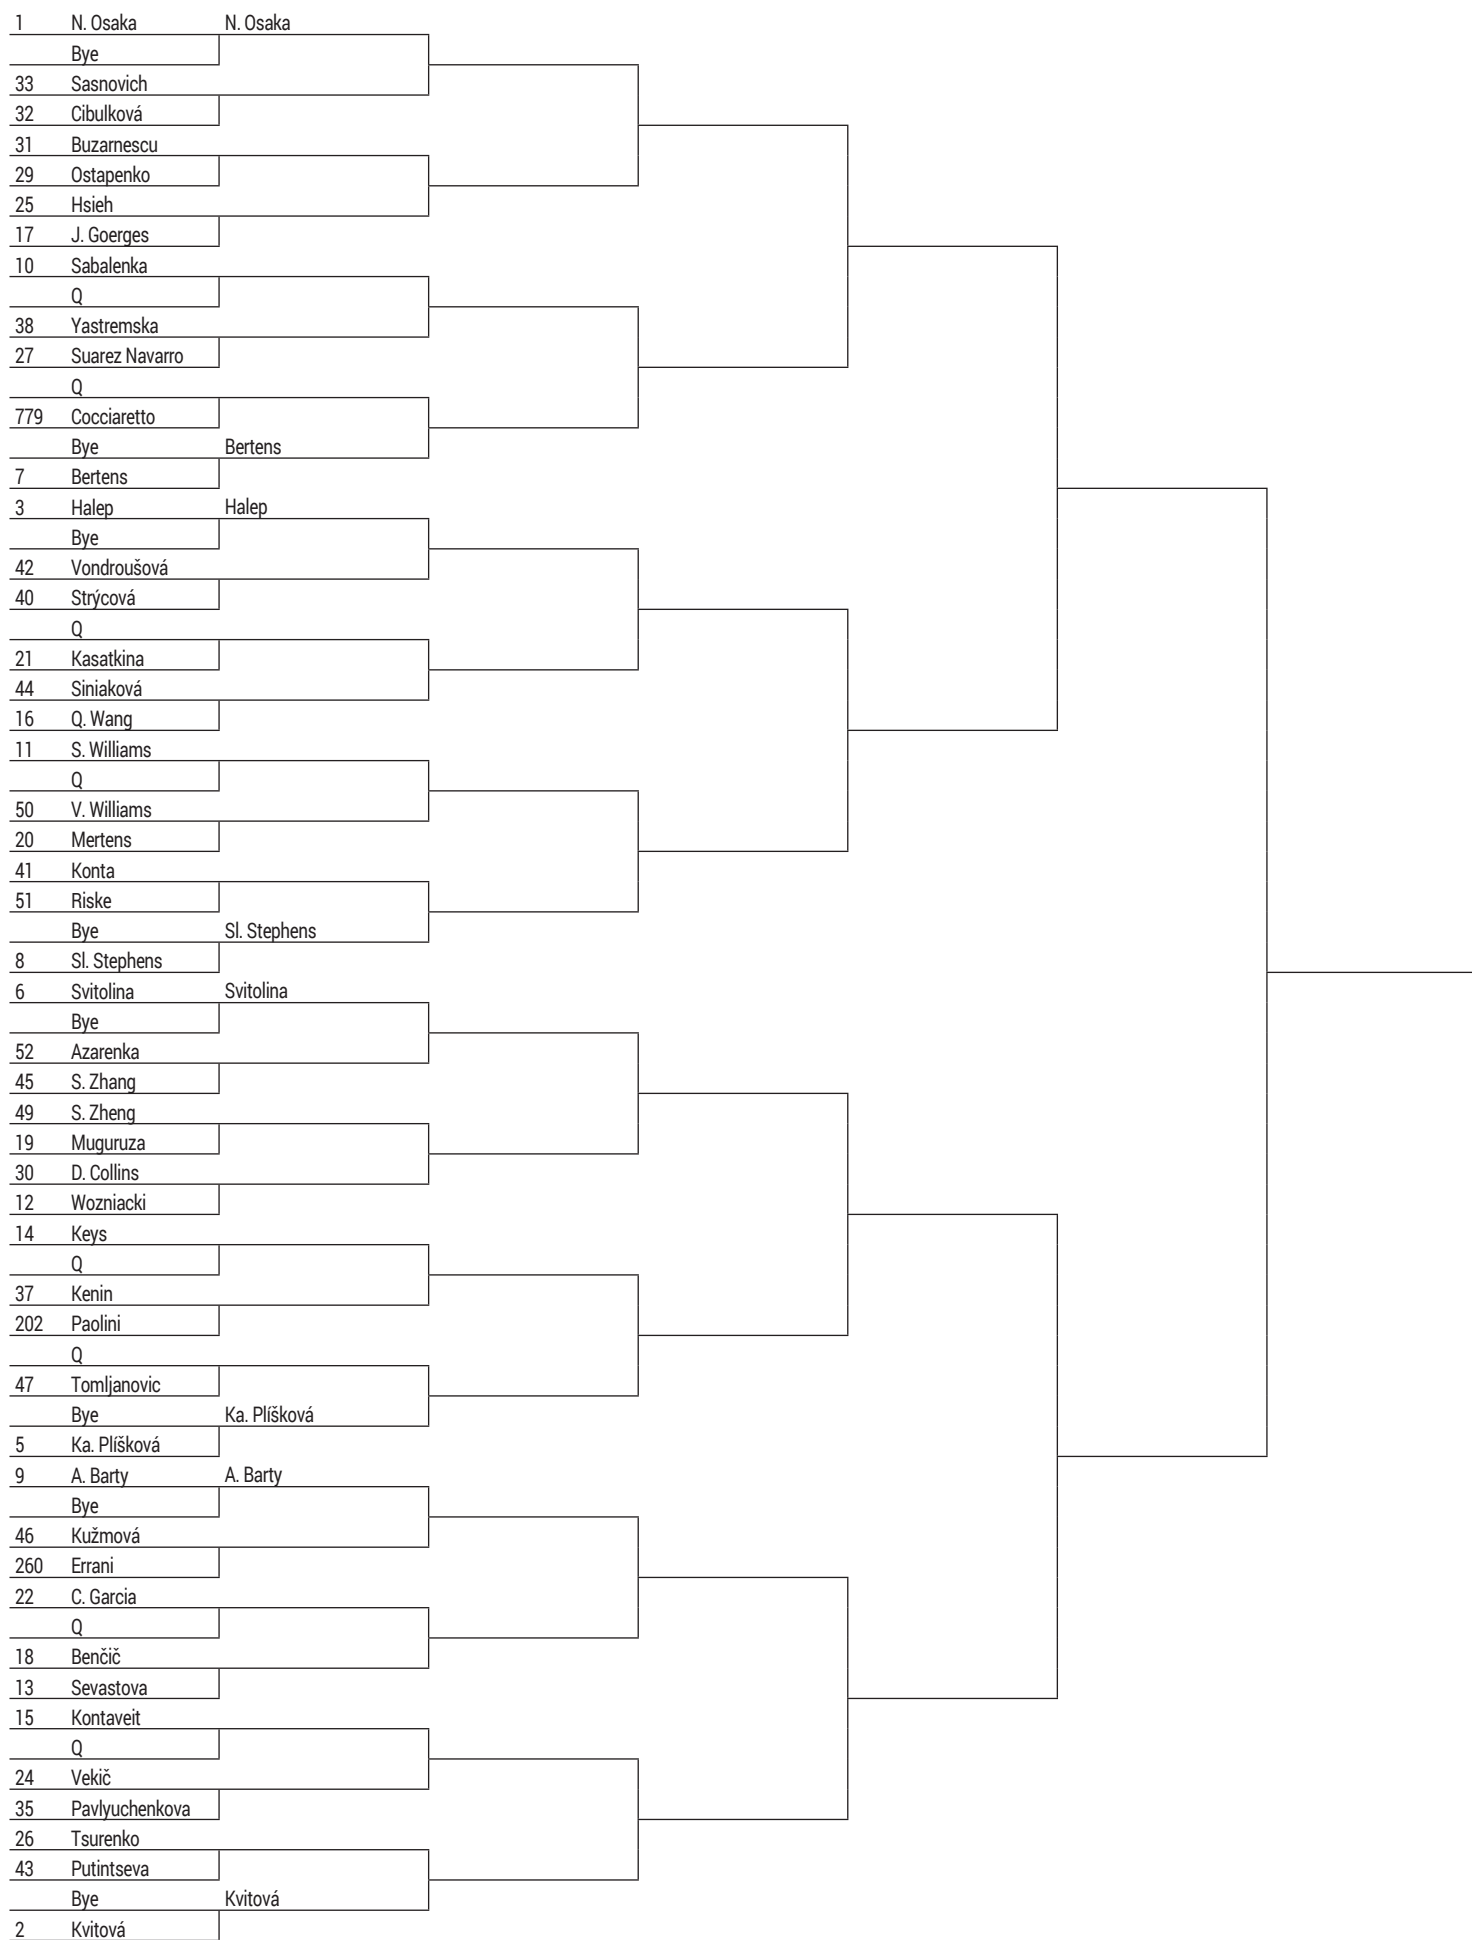 1 N. Osaka N. Osaka
Bye
33 Sasnovich
32 Cibulková
31 Buzarnescu
29 Ostapenko
25 Hsieh
17 J. Goerges
10 Sabalenka
Q
38 Yastremska
27 Suarez Navarro
Q
779 Cocciaretto
Bye Bertens
7 Bertens
3 Halep Halep
Bye
42 Vondroušová
40 Strýcová
Q
21 Kasatkina
44 Siniaková
16 Q. Wang
11 S. Williams
Q
50 V. Williams
20 Mertens
41 Konta
51 Riske
Bye Sl. Stephens
8 Sl. Stephens
6 Svitolina Svitolina
Bye
52 Azarenka
45 S. Zhang
49 S. Zheng
19 Muguruza
30 D. Collins
12 Wozniacki
14 Keys
Q
37 Kenin
202 Paolini
Q
47 Tomljanovic
Bye Ka. Plíšková
5 Ka. Plíšková
9 A. Barty A. Barty
Bye
46 Kužmová
260 Errani
22 C. Garcia
Q
18 Benčič
13 Sevastova
15 Kontaveit
Q
24 Vekič
35 Pavlyuchenkova
26 Tsurenko
43 Putintseva
Bye Kvitová
2 Kvitová